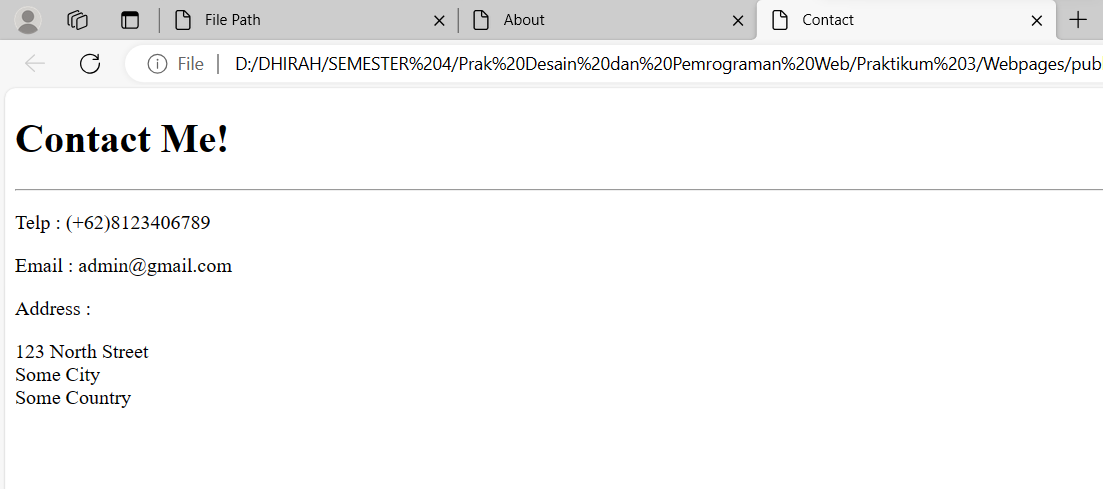 File Path
About
Contact
File
D:/DHIRAH/SEMESTER%204/Prak%20Desain%20dan%20Pemrograman%20Web/Praktikum%203/Webpages/pub
Contact Me!
Telp : (+62)8123406789
Email : admin@gmail.com
Address :
123 North Street
Some City
Some Country